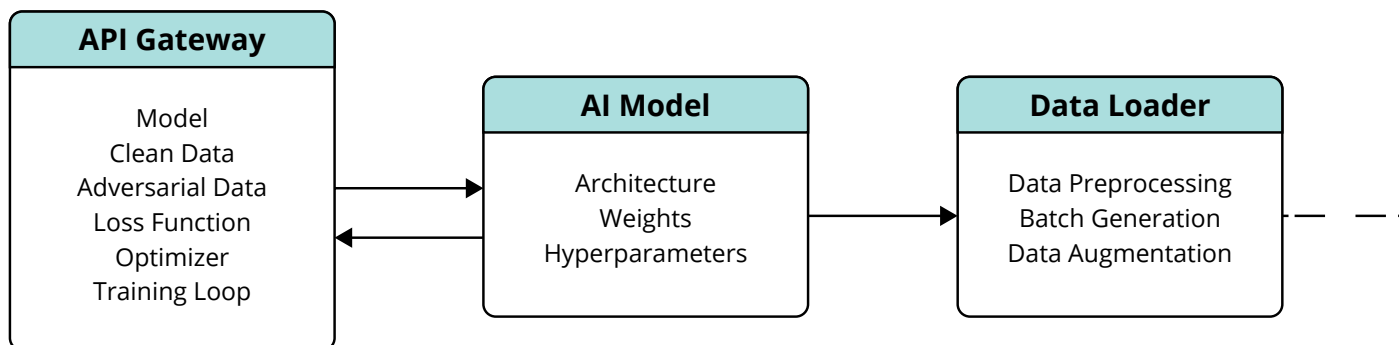 API Gateway
Model
Clean Data
Adversarial Data
Loss Function
Optimizer
Training Loop
AI Model
Architecture
Weights
Hyperparameters
Data Loader
Data Preprocessing
Batch Generation
Data Augmentation